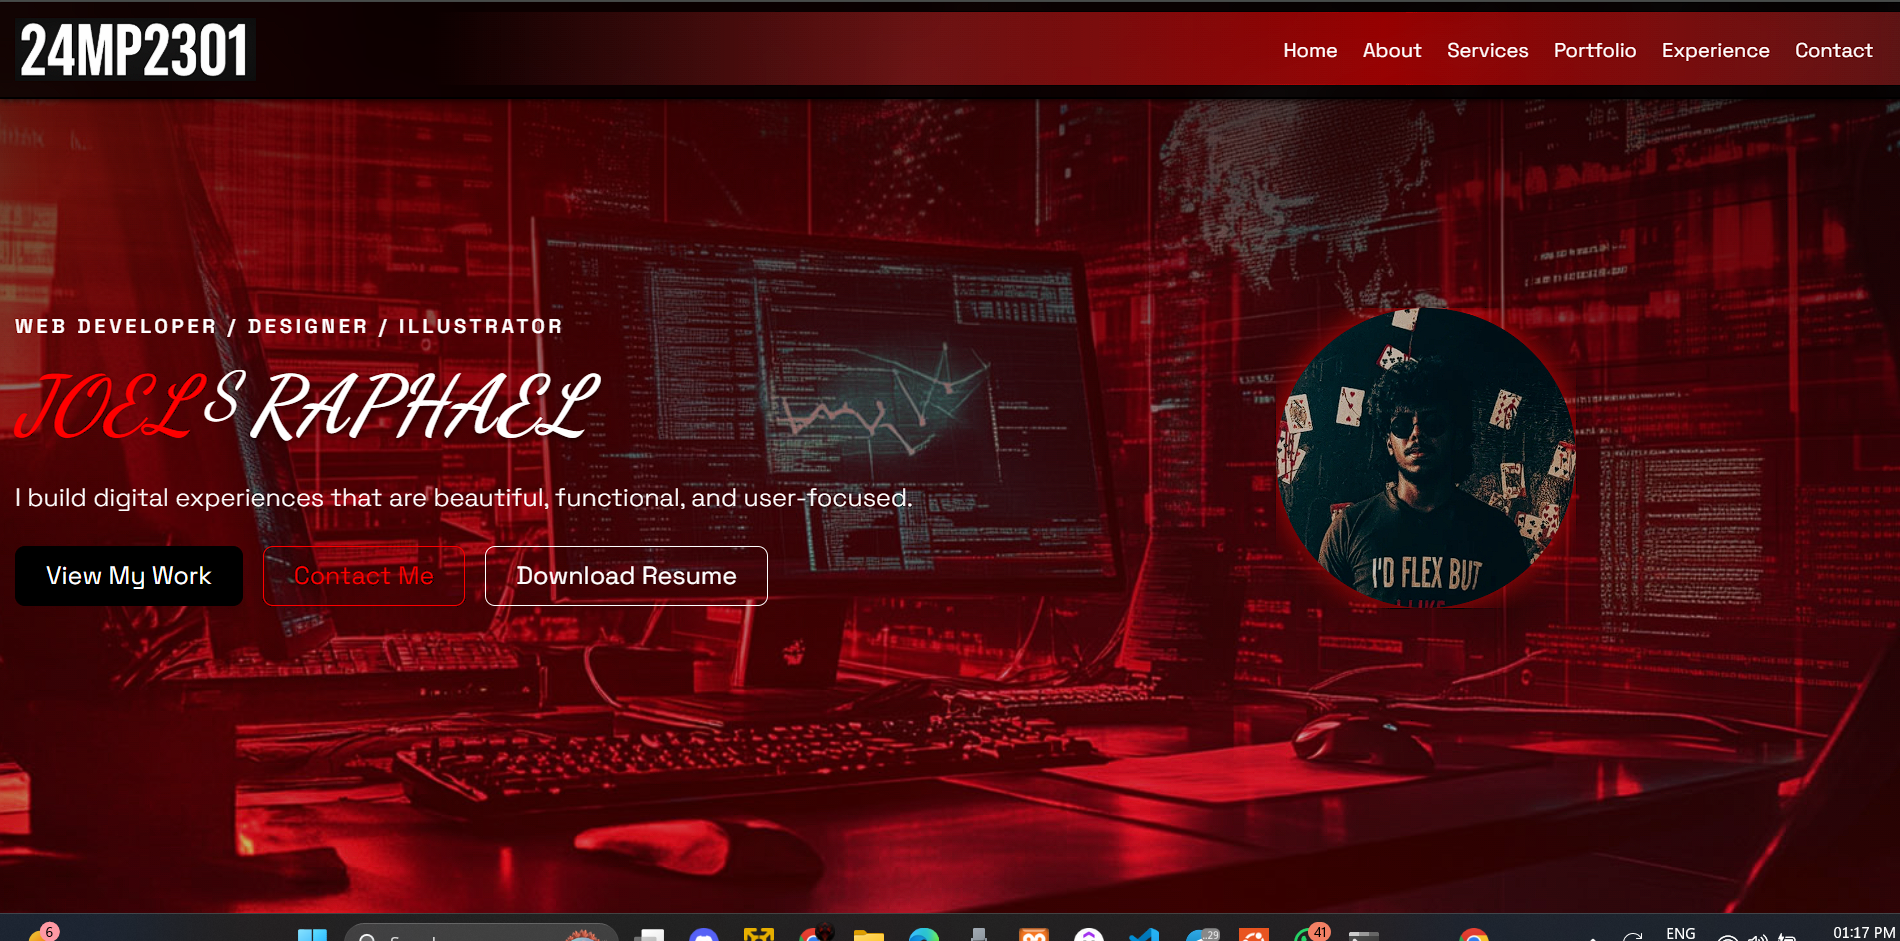 24MP2301
Home About Services Portfolio Experience Contact
WEB DEVELOPER / DESIGNER / ILLUSTRATOR
JOEL S RAPHAEL
I build digital experiences that are beautiful, functional, and user-focused.
View My Work Contact Me Download Resume
I'D FLEX BUT
6
.29
41
ENG
01:17 PM